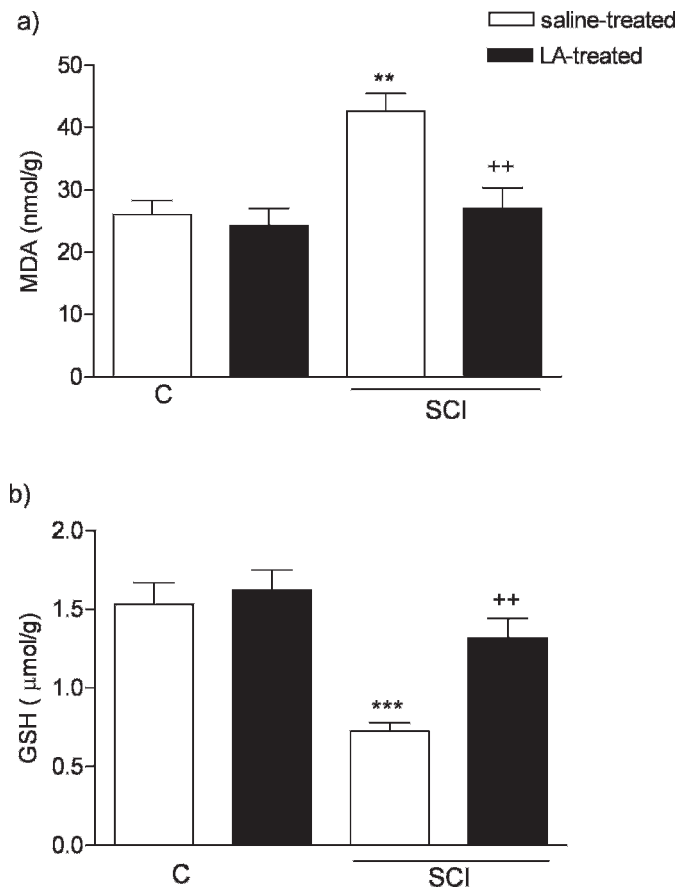 a)
saline-treated
LA-treated
50
40
30
20
10
0
MDA (nmol/g)
**
++
C
SCI
b)
2.0
1.5
1.0
0.5
0.0
GSH ( μmol/g)
***
++
C
SCI